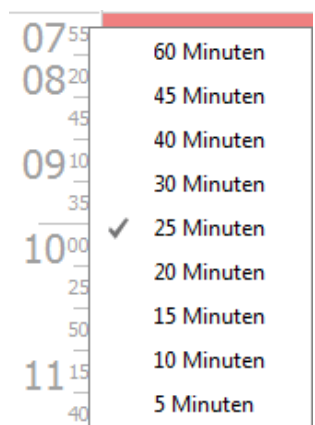 07 55
08 20
45
09 10
35
10 00
25
50
11 15
40
60 Minuten
45 Minuten
40 Minuten
30 Minuten
25 Minuten
20 Minuten
15 Minuten
10 Minuten
5 Minuten